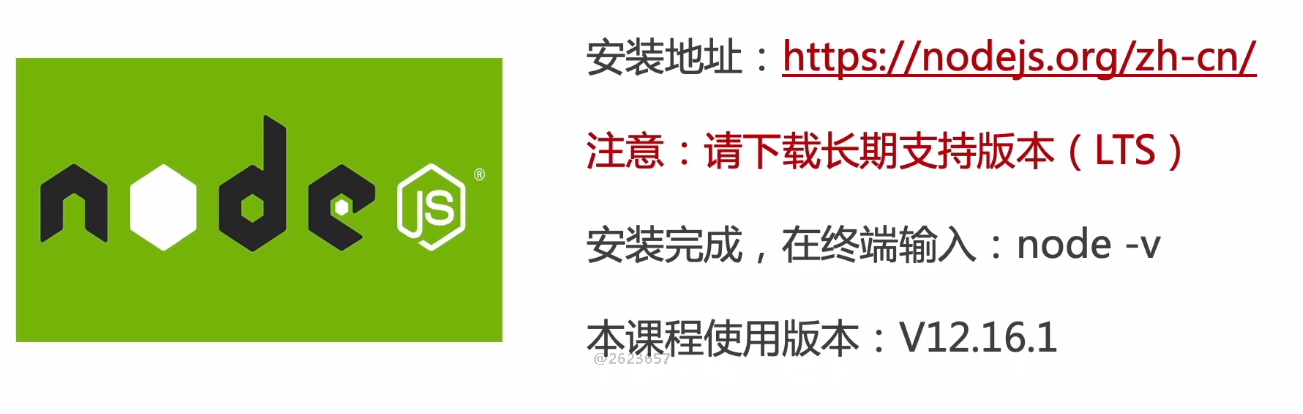 node JS ®
安装地址：https://nodejs.org/zh-cn/
注意：请下载长期支持版本（LTS）
安装完成，在终端输入：node -v
本课程使用版本：V12.16.1
@2623657